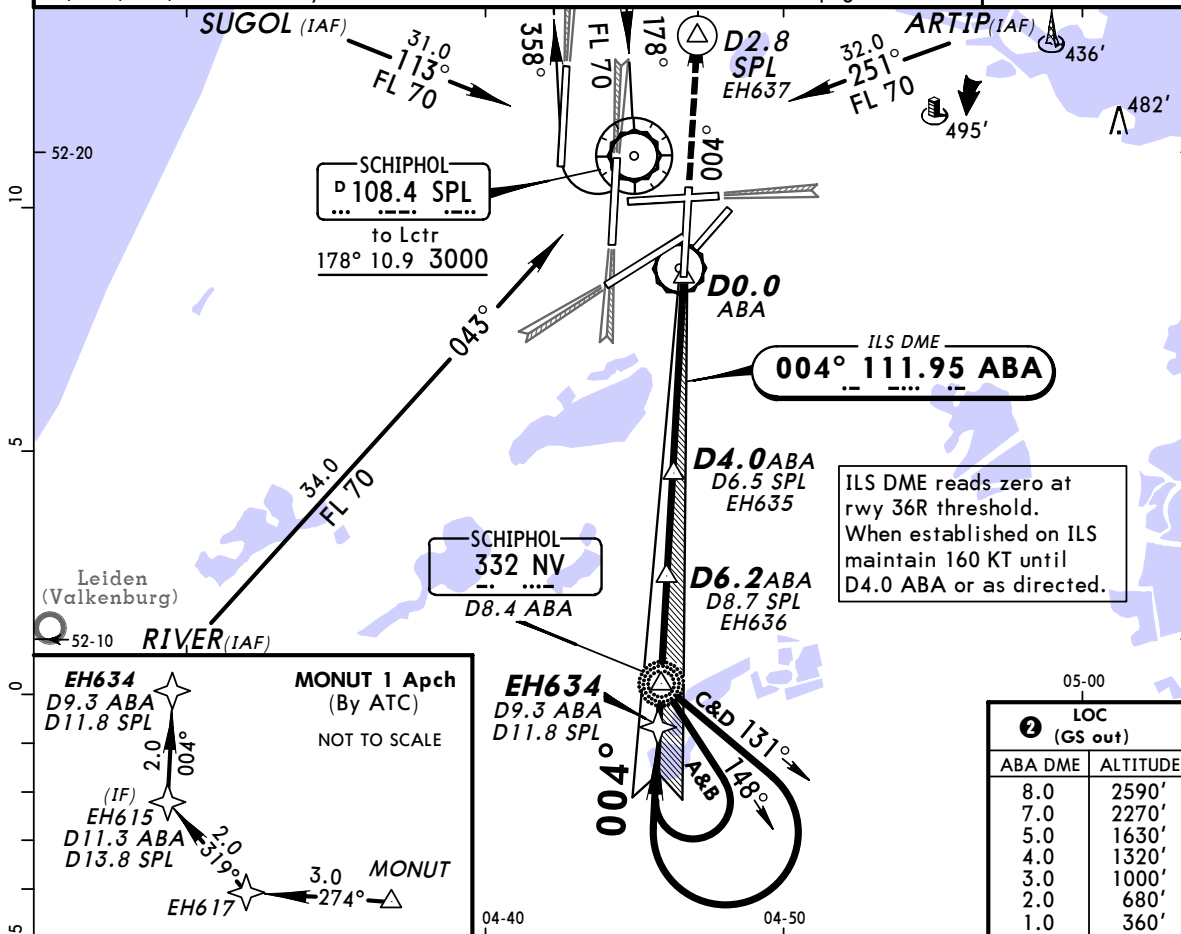 SUGOL (IAF)
31.0
113°
FL 70
358°
FL 70
178°
D2.8
SPL
EH637
ARTIP(IAF)
32.0
251°
FL 70
436'
495'
482'
52-20
10
SCHIPHOL
D 108.4 SPL
to Lctr
178° 10.9 3000
004°
D0.0
ABA
ILS DME
004° 111.95 ABA
043°
34.0
FL 70
5
D4.0 ABA
D6.5 SPL
EH635
ILS DME reads zero at
rwy 36R threshold.
When established on ILS
maintain 160 KT until
D4.0 ABA or as directed.
SCHIPHOL
332 NV
D8.4 ABA
D6.2 ABA
D8.7 SPL
EH636
Leiden
(Valkenburg)
52-10
RIVER(IAF)
0
EH634
D9.3 ABA
D11.8 SPL
MONUT 1 Apch
(By ATC)
NOT TO SCALE
2.0
004°
(IF)
EH615
D11.3 ABA
D13.8 SPL
2.0
319°
EH617
3.0
274°
MONUT
EH634
D9.3 ABA
D11.8 SPL
004°
C&D 131°
A&B
148°
05-00
2 LOC
(GS out)
ABA DME ALTITUDE
8.0 2590'
7.0 2270'
5.0 1630'
4.0 1320'
3.0 1000'
2.0 680'
1.0 360'
5
04-40
04-50